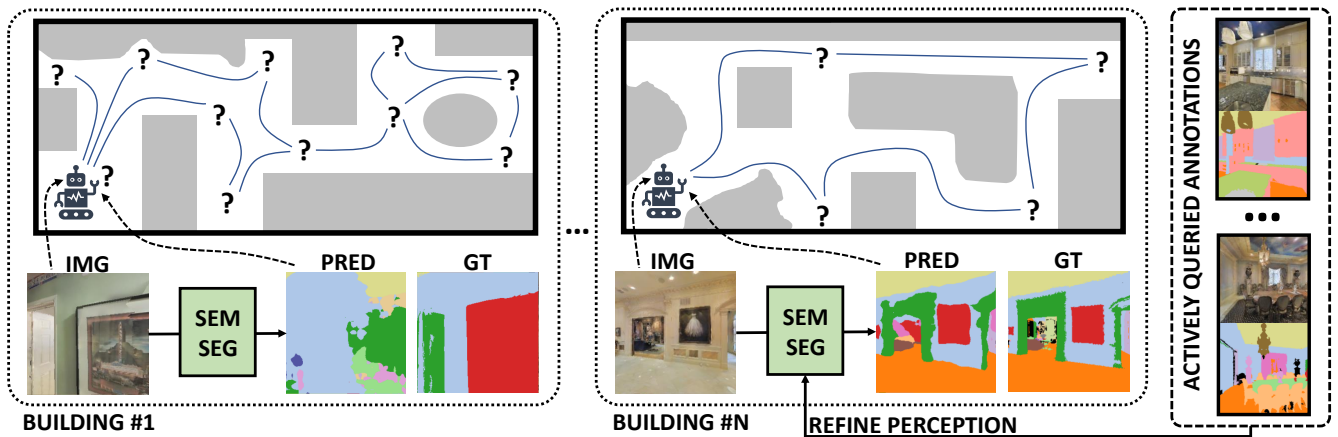 ?
?
?
?
?
?
?
?
?
?
?
IMG
PRED
GT
SEM
SEG
BUILDING #1
...
?
?
?
?
IMG
PRED
GT
SEM
SEG
BUILDING #N
REFINE PERCEPTION
ACTIVELY QUERIED ANNOTATIONS
...